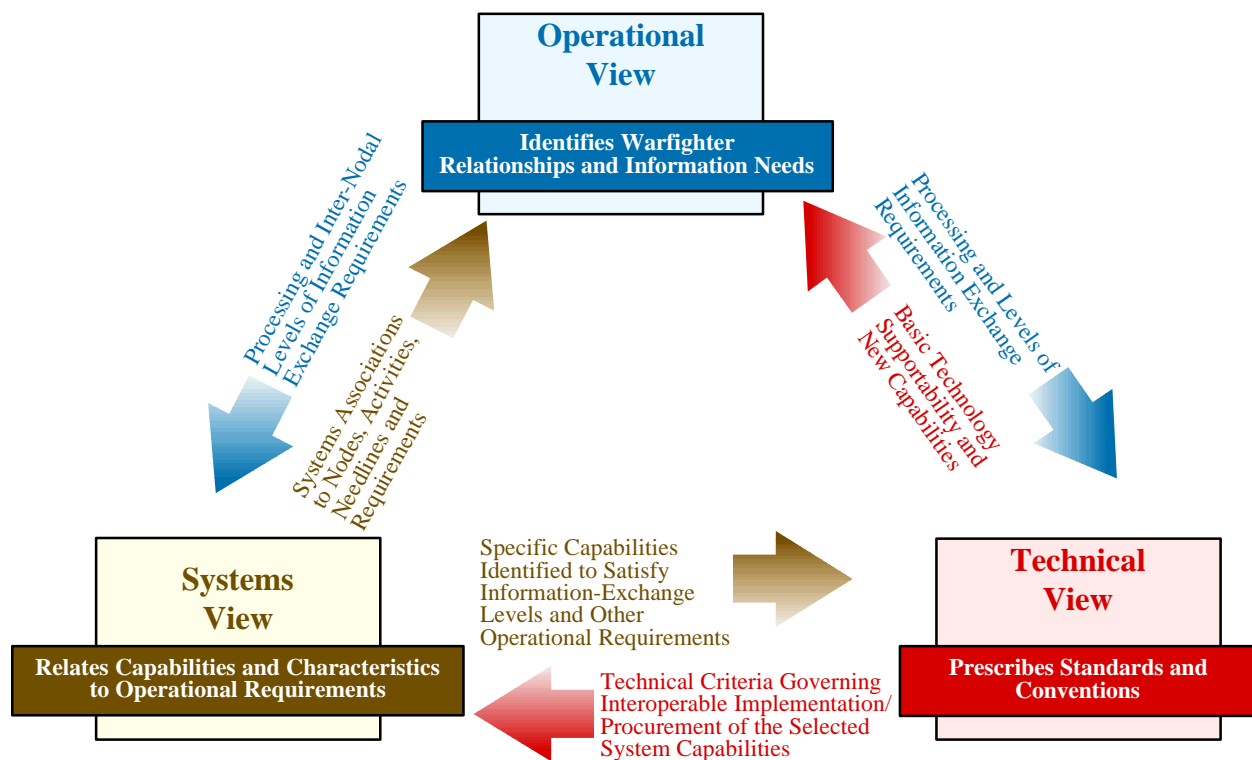 Operational
View
Identifies Warfighter
Relationships and Information Needs
Processing and Inter-Nodal
Levels of Information
Exchange Requirements
Systems Associations
to Nodes, Activities,
Needlines and
Requirements
Processing and Levels of
Information Exchange
Requirements
Basic Technology
Supportability and
New Capabilities
Systems
View
Relates Capabilities and Characteristics
to Operational Requirements
Specific Capabilities
Identified to Satisfy
Information-Exchange
Levels and Other
Operational Requirements
Technical Criteria Governing
Interoperable Implementation/
Procurement of the Selected
System Capabilities
Technical
View
Prescribes Standards and
Conventions